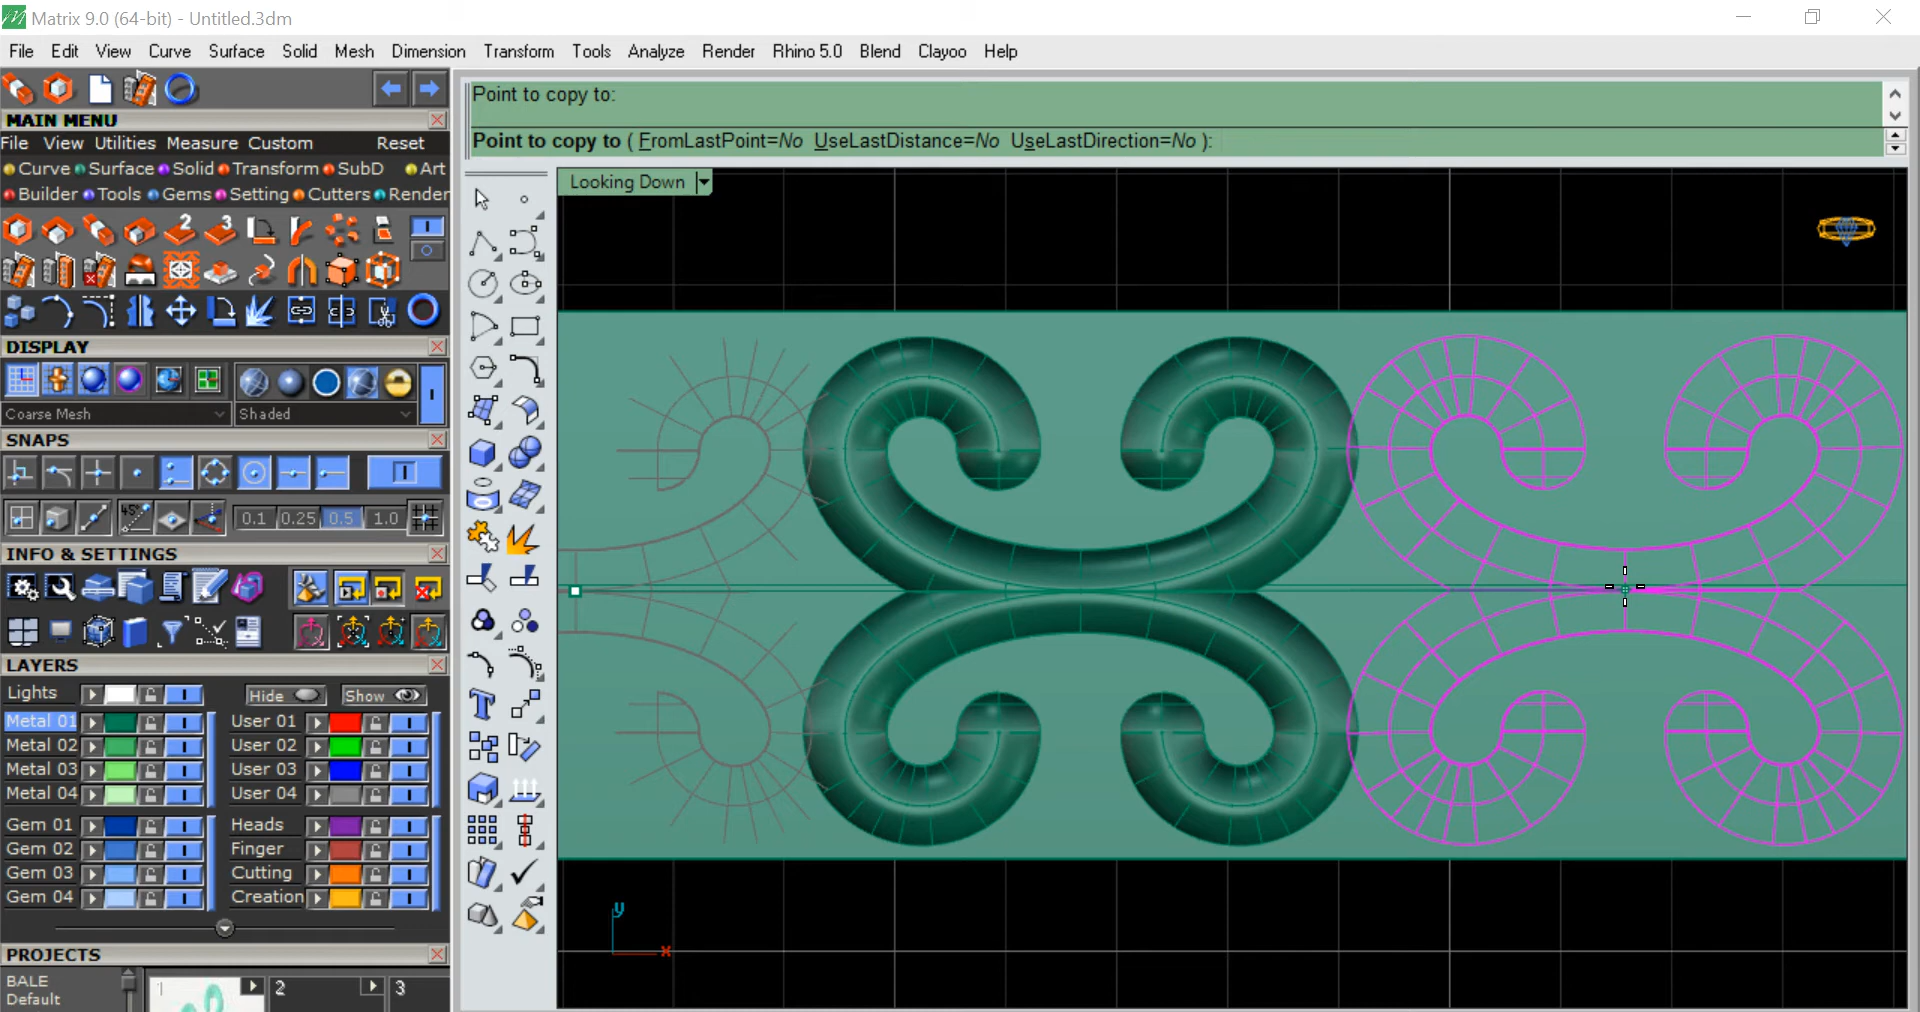 Matrix 9.0 (64-bit) - Untitled.3dm
File Edit View Curve Surface Solid Mesh Dimension Transform Tools Analyze Render Rhino 5.0 Blend Clayoo Help
Point to copy to:
Point to copy to ( FromLastPoint=No UseLastDistance=No UseLastDirection=No ):
Looking Down
MAIN MENU
File View Utilities Measure Custom Reset
Curve Surface Solid Transform SubD Art
Builder Tools Gems Setting Cutters Render
2 3
DISPLAY
Coarse Mesh Shaded
SNAPS
45° 0.1 0.25 0.5 1.0
INFO & SETTINGS
LAYERS
Lights Hide Show
Metal 01 User 01
Metal 02 User 02
Metal 03 User 03
Metal 04 User 04
Gem 01 Heads
Gem 02 Finger
Gem 03 Cutting
Gem 04 Creation
PROJECTS
BALE 1 2 3
Default
y
x